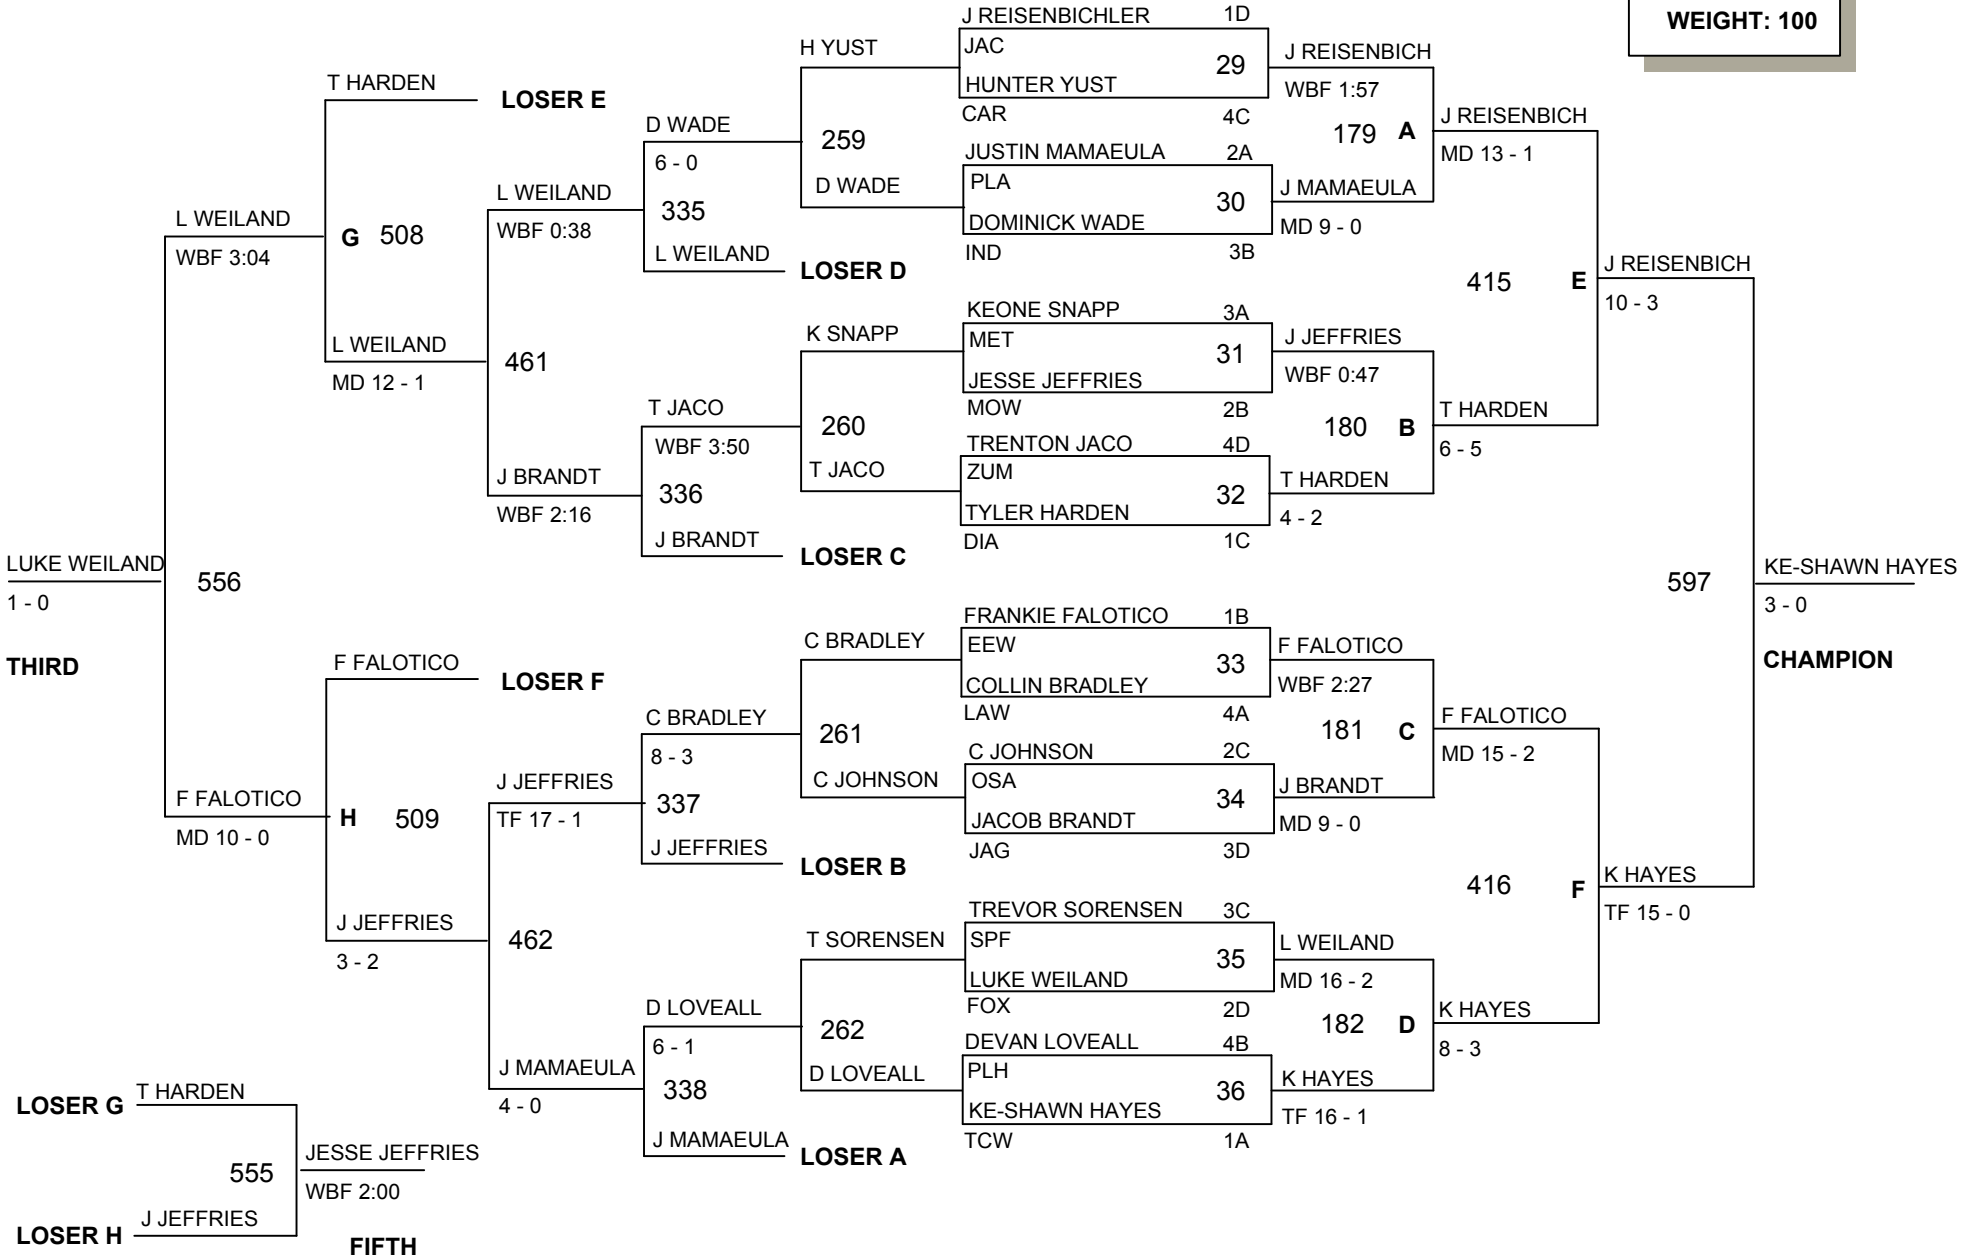 WEIGHT: 100
J REISENBICHLER 1D
JAC
29
HUNTER YUST
CAR 4C
JUSTIN MAMAEULA 2A
PLA
30
DOMINICK WADE
IND 3B
KEONE SNAPP 3A
MET
31
JESSE JEFFRIES
MOW 2B
TRENTON JACO 4D
ZUM
32
TYLER HARDEN
DIA 1C
FRANKIE FALOTICO 1B
EEW
33
COLLIN BRADLEY
LAW 4A
C JOHNSON 2C
OSA
34
JACOB BRANDT
JAG 3D
TREVOR SORENSEN 3C
SPF
35
LUKE WEILAND
FOX 2D
DEVAN LOVEALL 4B
PLH
36
KE-SHAWN HAYES
TCW 1A
J REISENBICH
WBF 1:57
179 A
J MAMAEULA
MD 9 - 0
J JEFFRIES
WBF 0:47
180 B
T HARDEN
4 - 2
F FALOTICO
WBF 2:27
181 C
J BRANDT
MD 9 - 0
L WEILAND
MD 16 - 2
182 D
K HAYES
TF 16 - 1
J REISENBICH
MD 13 - 1
415 E
T HARDEN
6 - 5
F FALOTICO
MD 15 - 2
416 F
K HAYES
8 - 3
J REISENBICH
10 - 3
597
K HAYES
TF 15 - 0
KE-SHAWN HAYES
3 - 0
CHAMPION
H YUST
259
D WADE
K SNAPP
260
T JACO
C BRADLEY
261
C JOHNSON
T SORENSEN
262
D LOVEALL
D WADE
6 - 0
335
L WEILAND
LOSER D
T JACO
WBF 3:50
336
J BRANDT
LOSER C
C BRADLEY
8 - 3
337
J JEFFRIES
LOSER B
D LOVEALL
6 - 1
338
J MAMAEULA
LOSER A
L WEILAND
WBF 0:38
461
J BRANDT
WBF 2:16
J JEFFRIES
TF 17 - 1
462
J MAMAEULA
4 - 0
T HARDEN
LOSER E
G 508
L WEILAND
MD 12 - 1
F FALOTICO
LOSER F
H 509
J JEFFRIES
3 - 2
L WEILAND
WBF 3:04
556
F FALOTICO
MD 10 - 0
LUKE WEILAND
1 - 0
THIRD
LOSER G T HARDEN
555
LOSER H J JEFFRIES
JESSE JEFFRIES
WBF 2:00
FIFTH